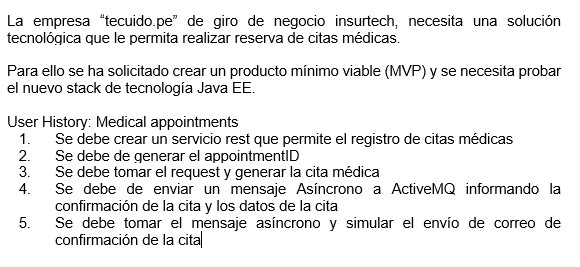 La empresa “tecuido.pe” de giro de negocio insurtech, necesita una solución
tecnológica que le permita realizar reserva de citas médicas.
Para ello se ha solicitado crear un producto mínimo viable (MVP) y se necesita probar
el nuevo stack de tecnología Java EE.
User History: Medical appointments
1. Se debe crear un servicio rest que permite el registro de citas médicas
2. Se debe de generar el appointmentID
3. Se debe tomar el request y generar la cita médica
4. Se debe de enviar un mensaje Asíncrono a ActiveMQ informando la
confirmación de la cita y los datos de la cita
5. Se debe tomar el mensaje asíncrono y simular el envío de correo de
confirmación de la cita